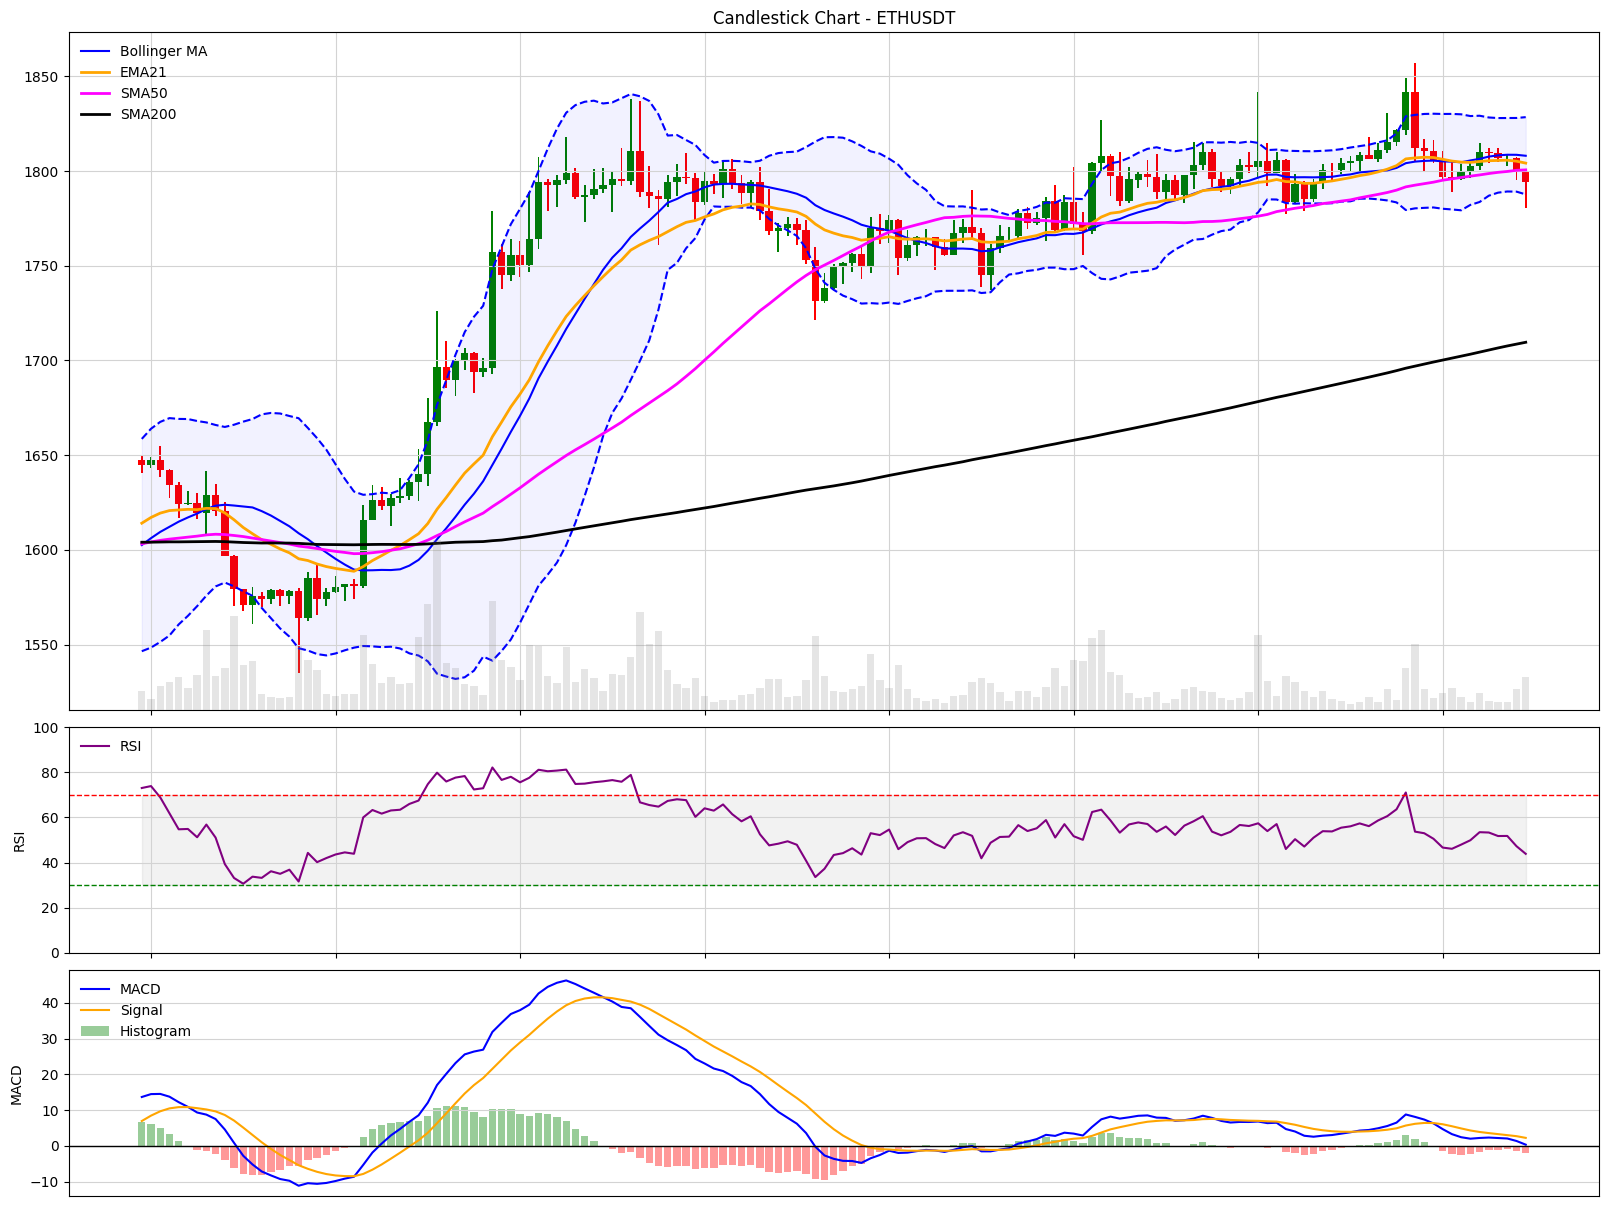 Candlestick Chart - ETHUSDT
Bollinger MA
EMA21
SMA50
SMA200
1850
1800
1750
1700
1650
1600
1550
RSI
100
80
60
40
20
0
RSI
MACD
Signal
Histogram
40
30
20
10
0
−10
MACD